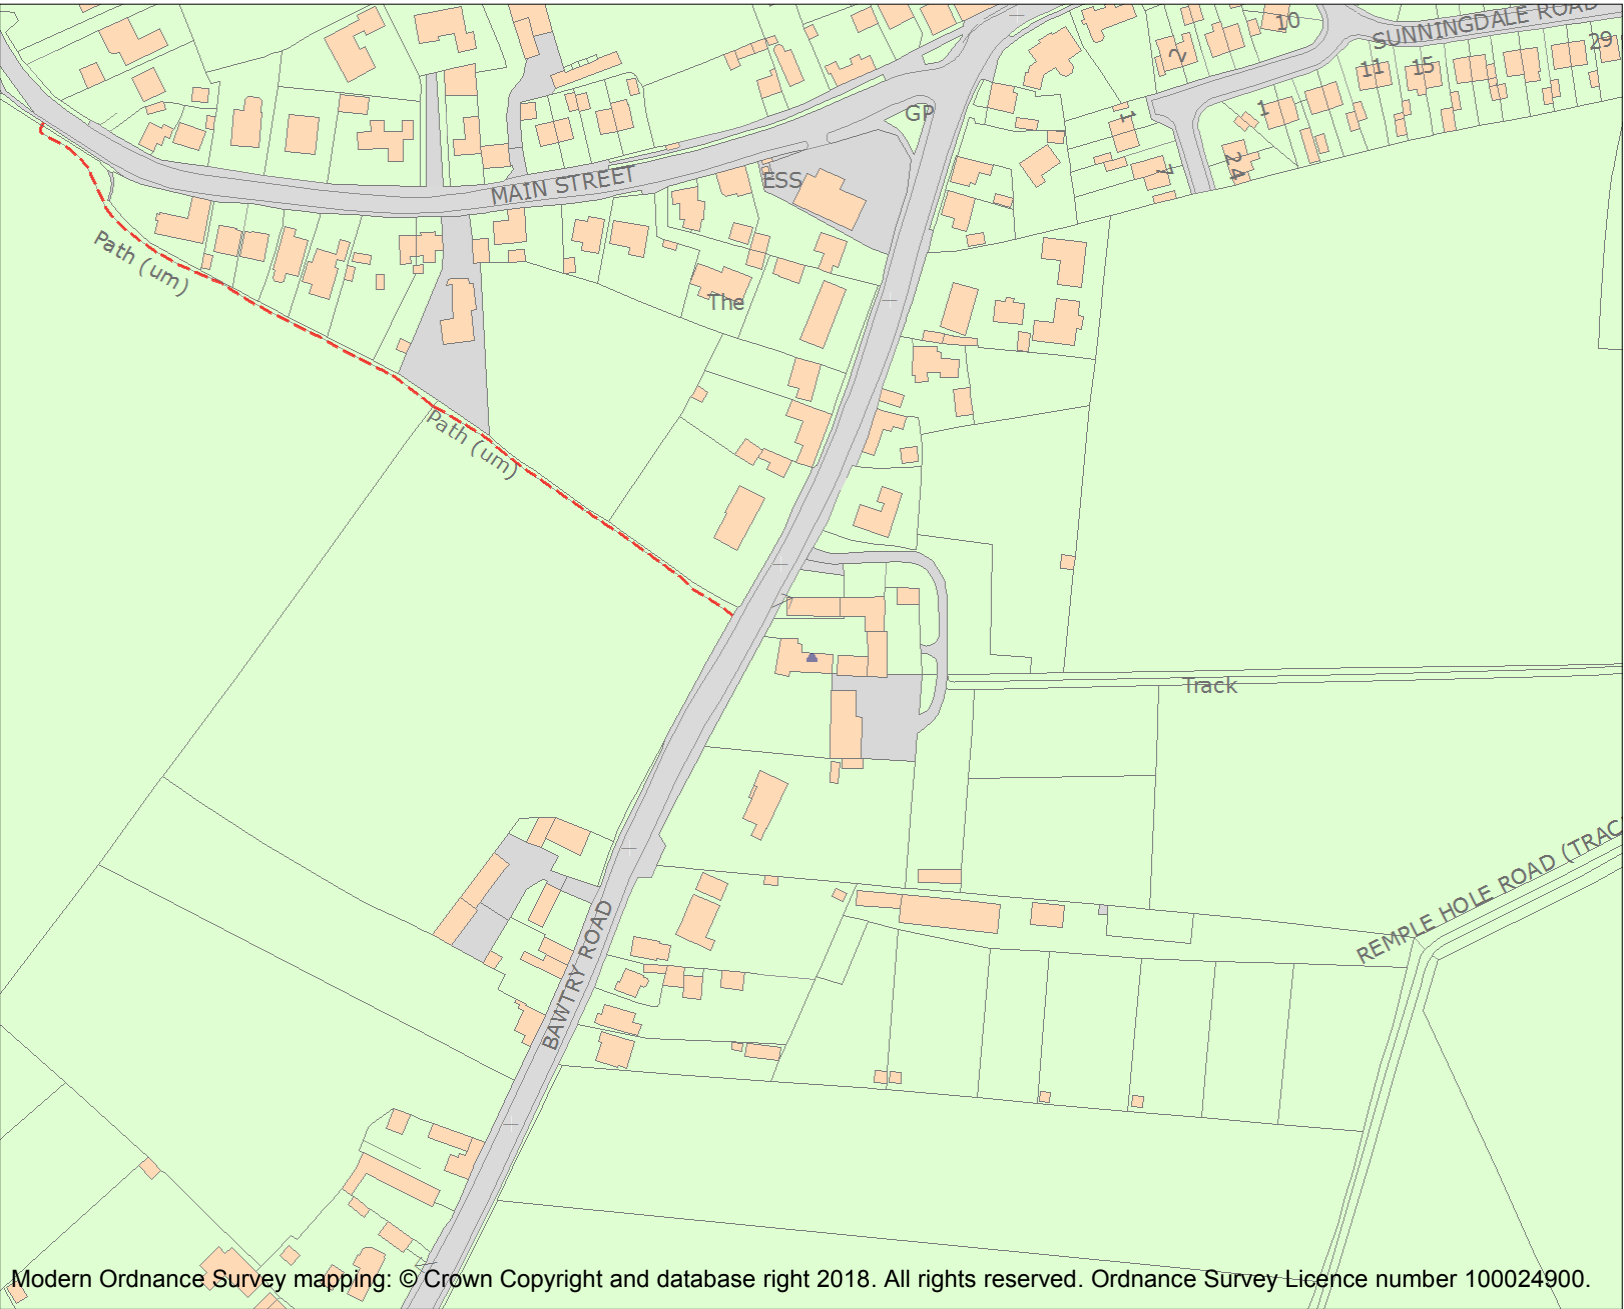 SUNNINGDALE ROAD
10
2
11
15
29
1
1
7
24
GP
MAIN STREET
ESS
Path (um)
The
Path (um)
Track
REMPLE HOLE ROAD (TRAC
BAWTRY ROAD
Modern Ordnance Survey mapping: © Crown Copyright and database right 2018. All rights reserved. Ordnance Survey Licence number 100024900.